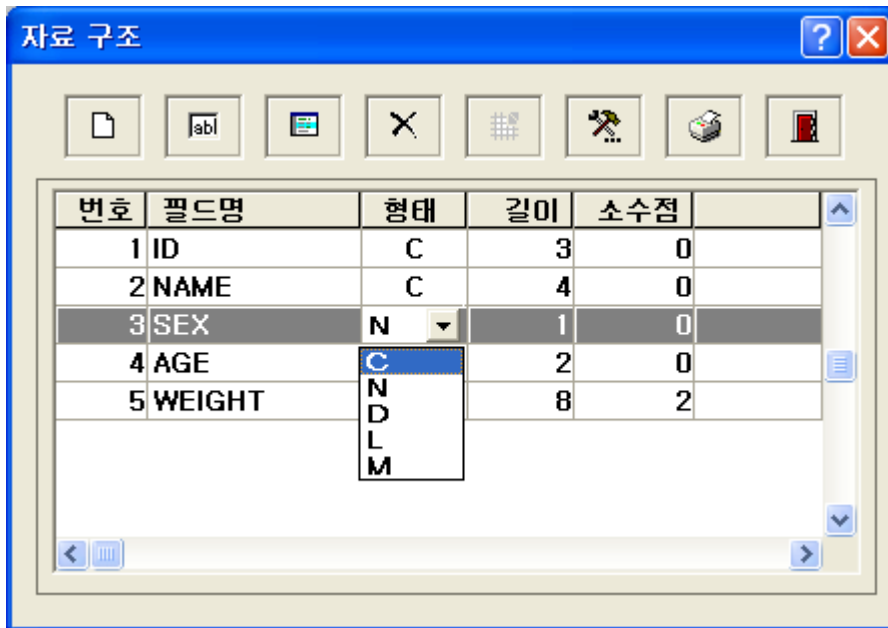 자료 구조
abl
번호 필드명 형태 길이 소수점
1 ID C 3 0
2 NAME C 4 0
3 SEX N 1 0
4 AGE 2 0
5 WEIGHT 8 2
C
N
D
L
M